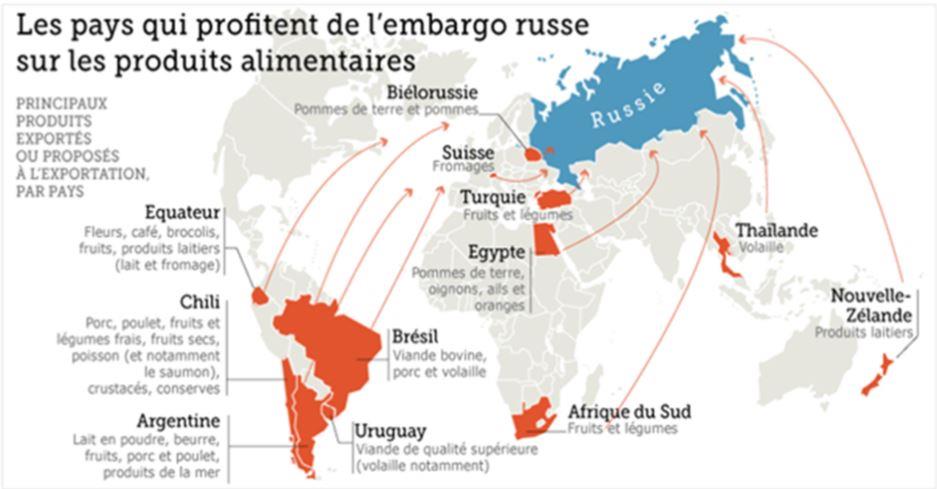 Les pays qui profitent de l'embargo russe
sur les produits alimentaires
PRINCIPAUX
PRODUITS
EXPORTÉS
OU PROPOSÉS
À L'EXPORTATION,
PAR PAYS
Biélorussie
Pommes de terre et pommes
Russie
Suisse
Fromages
Turquie
Fruits et légumes
Equateur
Fleurs, café, brocolis,
fruits, produits laitiers
(lait et fromage)
Egypte
Pommes de terre,
oignons, ails et
oranges
Thaïlande
Volaille
Nouvelle-
Zélande
Produits laitiers
Chili
Porc, poulet, fruits et
légumes frais, fruits secs,
poisson (et notamment
le saumon),
crustacés, conserves
Brésil
Viande bovine,
porc et volaille
Argentine
Lait en poudre, beurre,
fruits, porc et poulet,
produits de la mer
Uruguay
Viande de qualité supérieure
(volaille notamment)
Afrique du Sud
Fruits et légumes